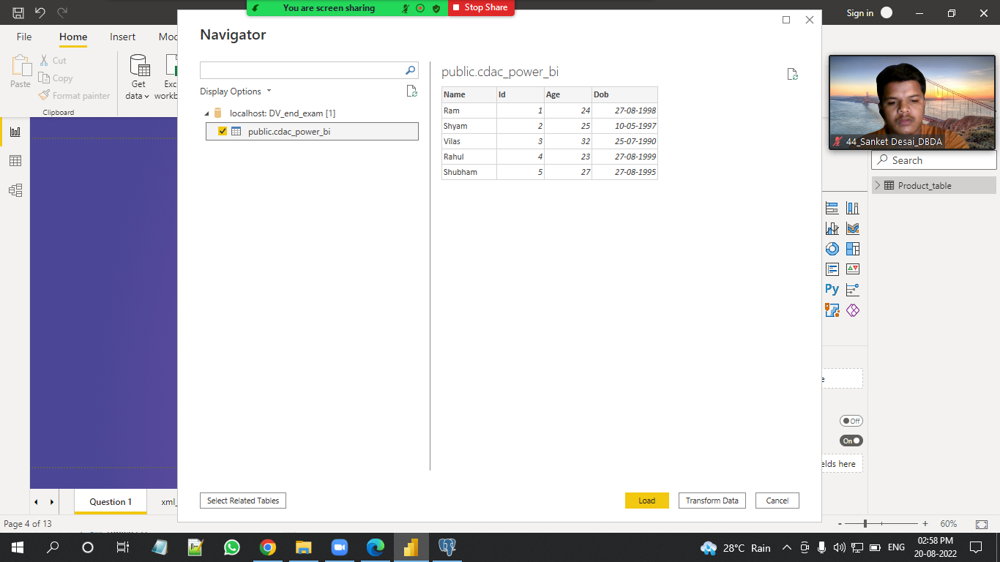 You are screen sharing
Stop Share
Sign in
File
Home
Insert
Mod
Navigator
Paste
Cut
Copy
Format painter
Clipboard
Get data
Exc
workb
Display Options
localhost: DV_end_exam [1]
public.cdac_power_bi
public.cdac_power_bi
Name Id Age Dob
Ram 1 24 27-08-1998
Shyam 2 25 10-05-1997
Vilas 3 32 25-07-1990
Rahul 4 23 27-08-1999
Shubham 5 27 27-08-1995
44_Sanket Desai_DBDA
Search
Product_table
Py
e
Off
On
elds here
Select Related Tables
Load
Transform Data
Cancel
Question 1
xml_
Page 4 of 13
- + 60%
28°C Rain
ENG
02:58 PM
20-08-2022